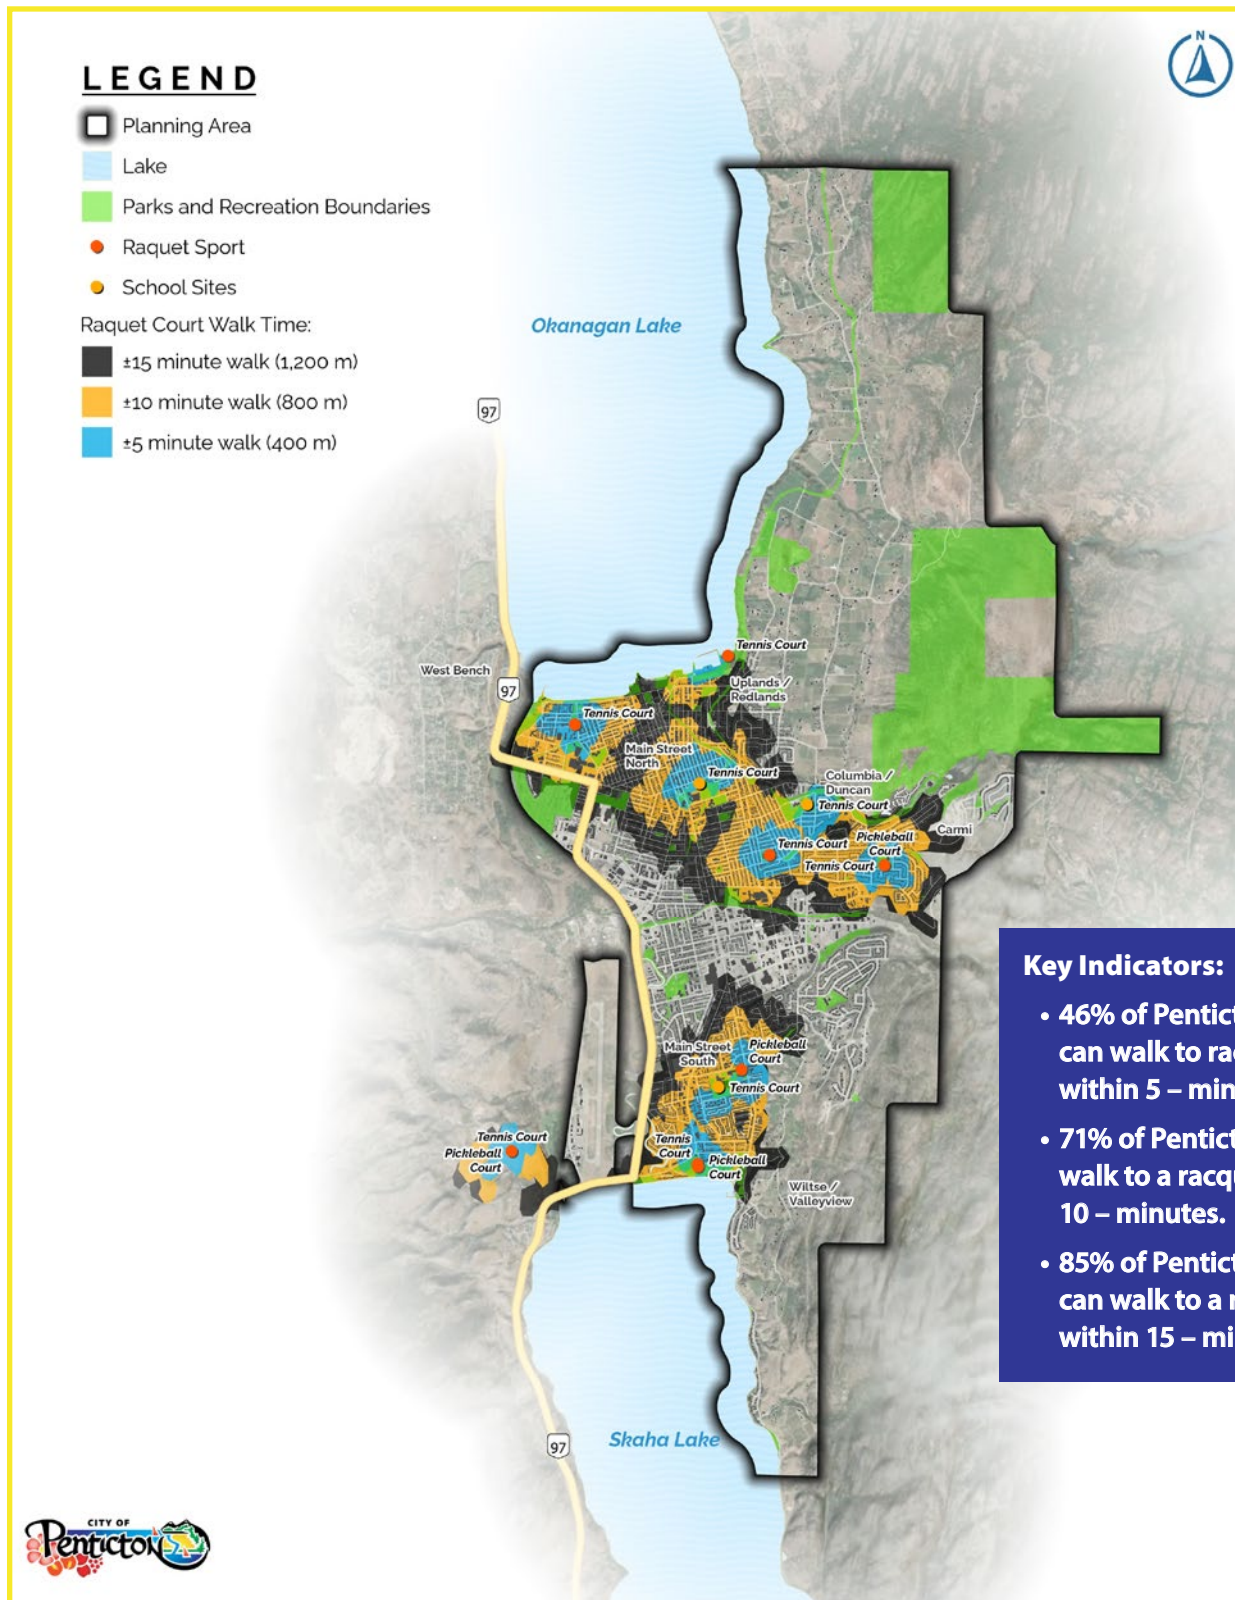 LEGEND
Planning Area
Lake
Parks and Recreation Boundaries
Raquet Sport
School Sites
Raquet Court Walk Time:
±15 minute walk (1,200 m)
±10 minute walk (800 m)
±5 minute walk (400 m)
N
Okanagan Lake
97
West Bench
97
Tennis Court
Uplands /
Redlands
Tennis Court
Main Street
North
Tennis Court
Columbia /
Duncan
Tennis Court
Carmi
Pickleball
Court
Tennis Court
Tennis Court
Main Street
South
Pickleball
Court
Tennis Court
Tennis Court
Pickleball
Court
Tennis
Court
Pickleball
Court
Wiltse /
Valleyview
Key Indicators:
• 46% of Pentict
can walk to ra
within 5 – min
• 71% of Pentict
walk to a racqu
10 – minutes.
• 85% of Pentict
can walk to a r
within 15 – mi
Skaha Lake
97
CITY OF
Penticton